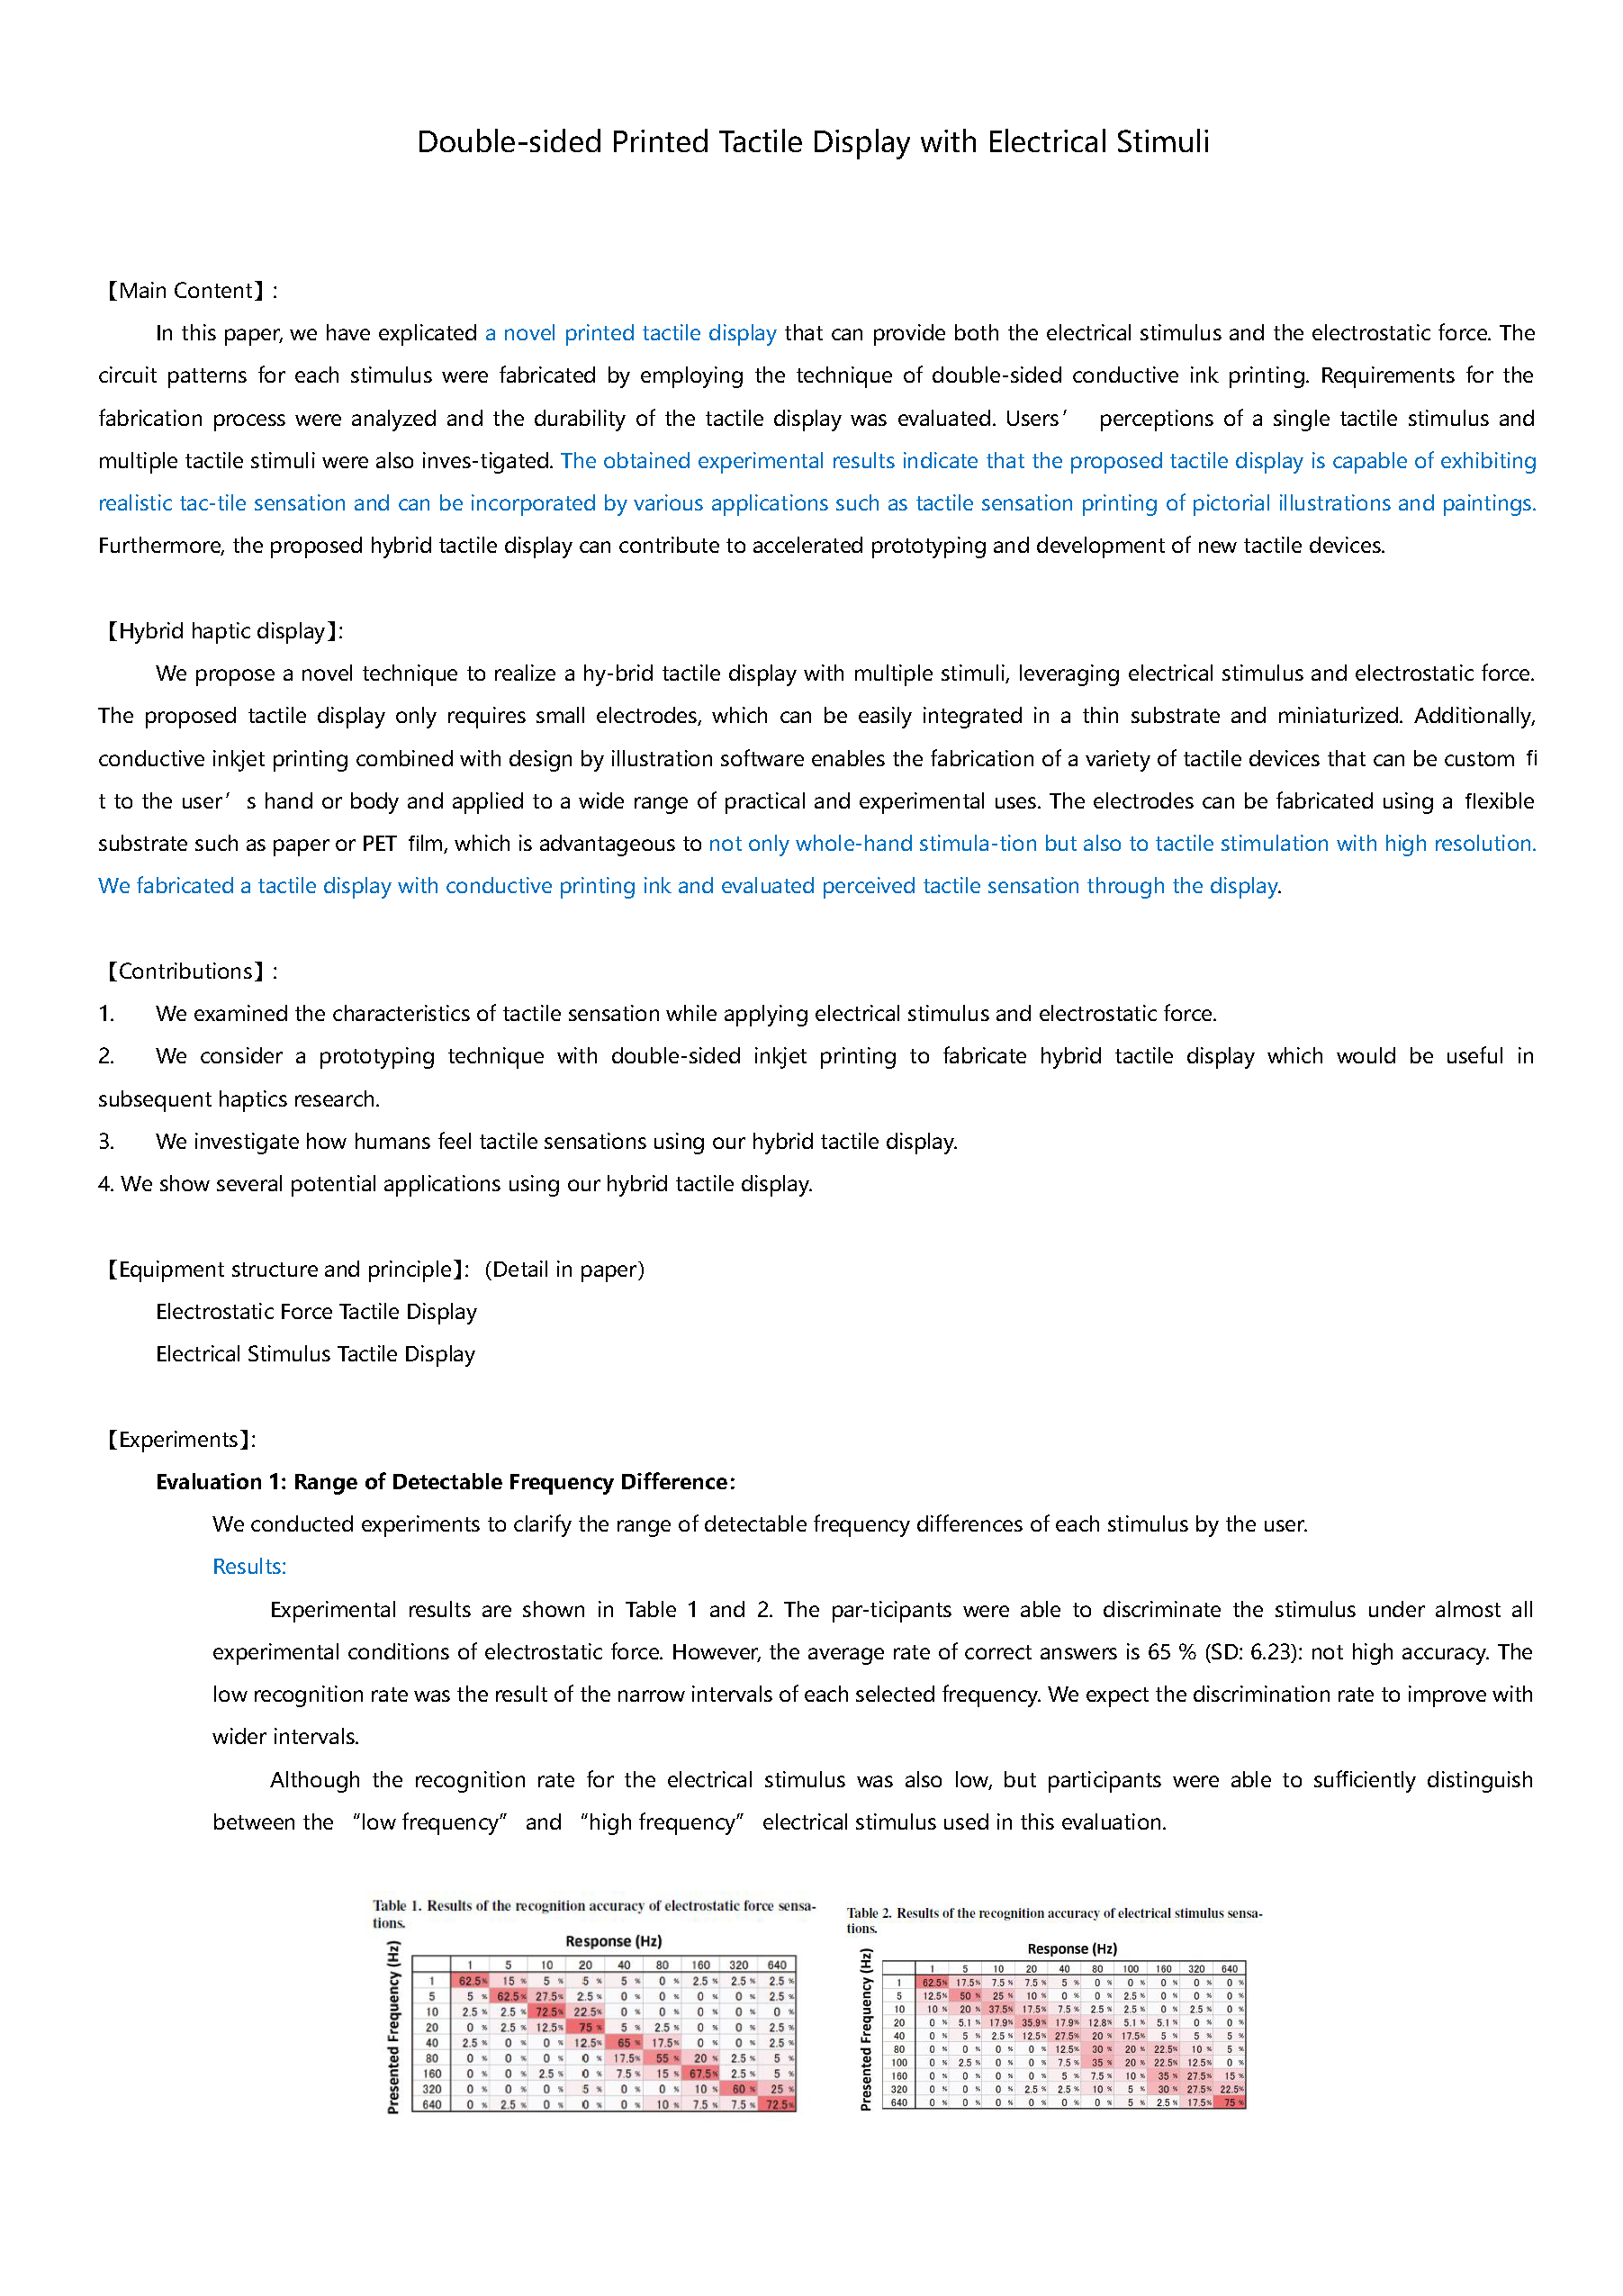 Double-sided Printed Tactile Display with Electrical Stimuli
【Main Content】:
In this paper, we have explicated a novel printed tactile display that can provide both the electrical stimulus and the electrostatic force. The
circuit patterns for each stimulus were fabricated by employing the technique of double-sided conductive ink printing. Requirements for the
fabrication process were analyzed and the durability of the tactile display was evaluated. Users’ perceptions of a single tactile stimulus and
multiple tactile stimuli were also inves-tigated. The obtained experimental results indicate that the proposed tactile display is capable of exhibiting
realistic tac-tile sensation and can be incorporated by various applications such as tactile sensation printing of pictorial illustrations and paintings.
Furthermore, the proposed hybrid tactile display can contribute to accelerated prototyping and development of new tactile devices.
【Hybrid haptic display】:
We propose a novel technique to realize a hy-brid tactile display with multiple stimuli, leveraging electrical stimulus and electrostatic force.
The proposed tactile display only requires small electrodes, which can be easily integrated in a thin substrate and miniaturized. Additionally,
conductive inkjet printing combined with design by illustration software enables the fabrication of a variety of tactile devices that can be custom fi
t to the user’s hand or body and applied to a wide range of practical and experimental uses. The electrodes can be fabricated using a flexible
substrate such as paper or PET film, which is advantageous to not only whole-hand stimula-tion but also to tactile stimulation with high resolution.
We fabricated a tactile display with conductive printing ink and evaluated perceived tactile sensation through the display.
【Contributions】:
1. We examined the characteristics of tactile sensation while applying electrical stimulus and electrostatic force.
2. We consider a prototyping technique with double-sided inkjet printing to fabricate hybrid tactile display which would be useful in
subsequent haptics research.
3. We investigate how humans feel tactile sensations using our hybrid tactile display.
4. We show several potential applications using our hybrid tactile display.
【Equipment structure and principle】: (Detail in paper)
Electrostatic Force Tactile Display
Electrical Stimulus Tactile Display
【Experiments】:
Evaluation 1: Range of Detectable Frequency Difference:
We conducted experiments to clarify the range of detectable frequency differences of each stimulus by the user.
Results:
Experimental results are shown in Table 1 and 2. The par-ticipants were able to discriminate the stimulus under almost all
experimental conditions of electrostatic force. However, the average rate of correct answers is 65 % (SD: 6.23): not high accuracy. The
low recognition rate was the result of the narrow intervals of each selected frequency. We expect the discrimination rate to improve with
wider intervals.
Although the recognition rate for the electrical stimulus was also low, but participants were able to sufficiently distinguish
between the “low frequency” and “high frequency” electrical stimulus used in this evaluation.
Table 1. Results of the recognition accuracy of electrostatic force sensa-
tions.
Response (Hz)
Presented Frequency (Hz)
1 5 10 20 40 80 160 320 640
1 62.5% 15 % 5 % 5 % 5 % 0 % 2.5 % 2.5 % 2.5 %
5 5 % 62.5% 27.5% 2.5 % 0 % 0 % 0 % 0 % 2.5 %
10 2.5 % 2.5 % 72.5% 22.5% 0 % 0 % 0 % 0 % 0 %
20 0 % 2.5 % 12.5% 75 % 5 % 2.5 % 0 % 0 % 2.5 %
40 2.5 % 0 % 0 % 12.5% 65 % 17.5% 0 % 0 % 2.5 %
80 0 % 0 % 0 % 0 % 17.5% 55 % 20 % 2.5 % 5 %
160 0 % 0 % 2.5 % 0 % 7.5 % 15 % 67.5% 2.5 % 5 %
320 0 % 0 % 0 % 5 % 0 % 0 % 10 % 60 % 25 %
640 0 % 2.5 % 0 % 0 % 0 % 10 % 7.5 % 7.5 % 72.5%
Table 2. Results of the recognition accuracy of electrical stimulus sensa-
tions.
Response (Hz)
Presented Frequency (Hz)
1 5 10 20 40 80 100 160 320 640
1 62.5% 17.5% 7.5 % 7.5 % 5 % 0 % 0 % 0 % 0 % 0 %
5 12.5% 50 % 25 % 10 % 0 % 0 % 2.5 % 0 % 0 % 0 %
10 10 % 20 % 37.5% 17.5% 7.5 % 2.5 % 2.5 % 0 % 2.5 % 0 %
20 0 % 5.1 % 17.9% 35.9% 17.9% 12.8% 5.1 % 5.1 % 0 % 0 %
40 0 % 5 % 2.5 % 12.5% 27.5% 20 % 17.5% 5 % 5 % 5 %
80 0 % 0 % 0 % 0 % 12.5% 30 % 20 % 22.5% 10 % 5 %
100 0 % 2.5 % 0 % 0 % 7.5 % 35 % 20 % 22.5% 12.5% 0 %
160 0 % 0 % 0 % 0 % 5 % 7.5 % 10 % 35 % 27.5% 15 %
320 0 % 0 % 0 % 2.5 % 2.5 % 10 % 5 % 30 % 27.5% 22.5%
640 0 % 0 % 0 % 0 % 0 % 0 % 5 % 2.5 % 17.5% 75 %